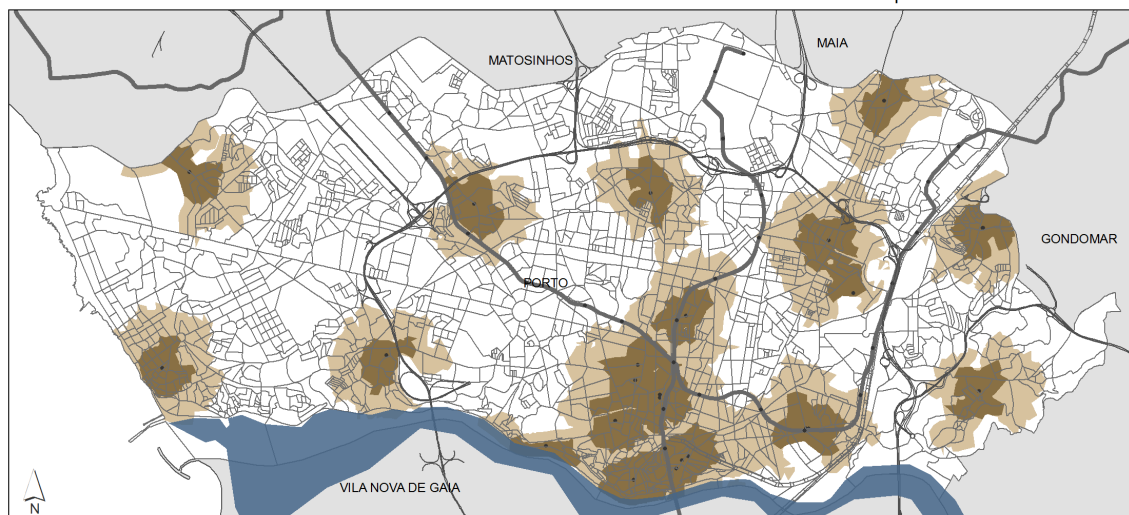 MAIA
MATOSINHOS
GONDOMAR
PORTO
VILA NOVA DE GAIA
N